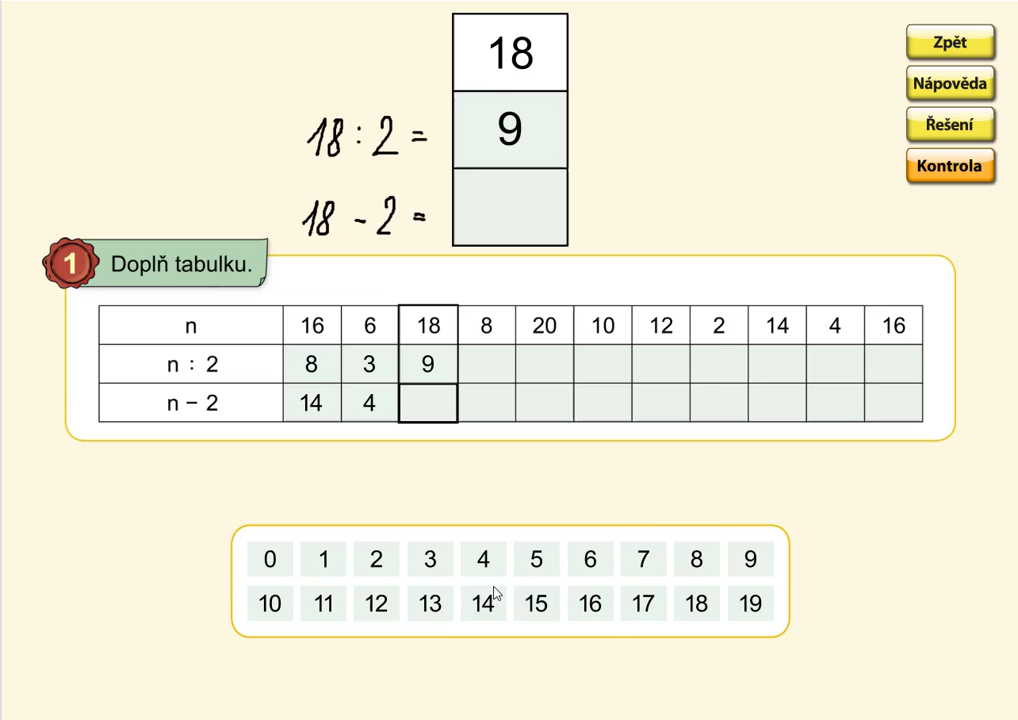 18
18 : 2 = 9
18 - 2 =
Zpět
Nápověda
Řešení
Kontrola
1 Doplň tabulku.
n 16 6 18 8 20 10 12 2 14 4 16
n : 2 8 3 9
n − 2 14 4
0 1 2 3 4 5 6 7 8 9
10 11 12 13 14 15 16 17 18 19